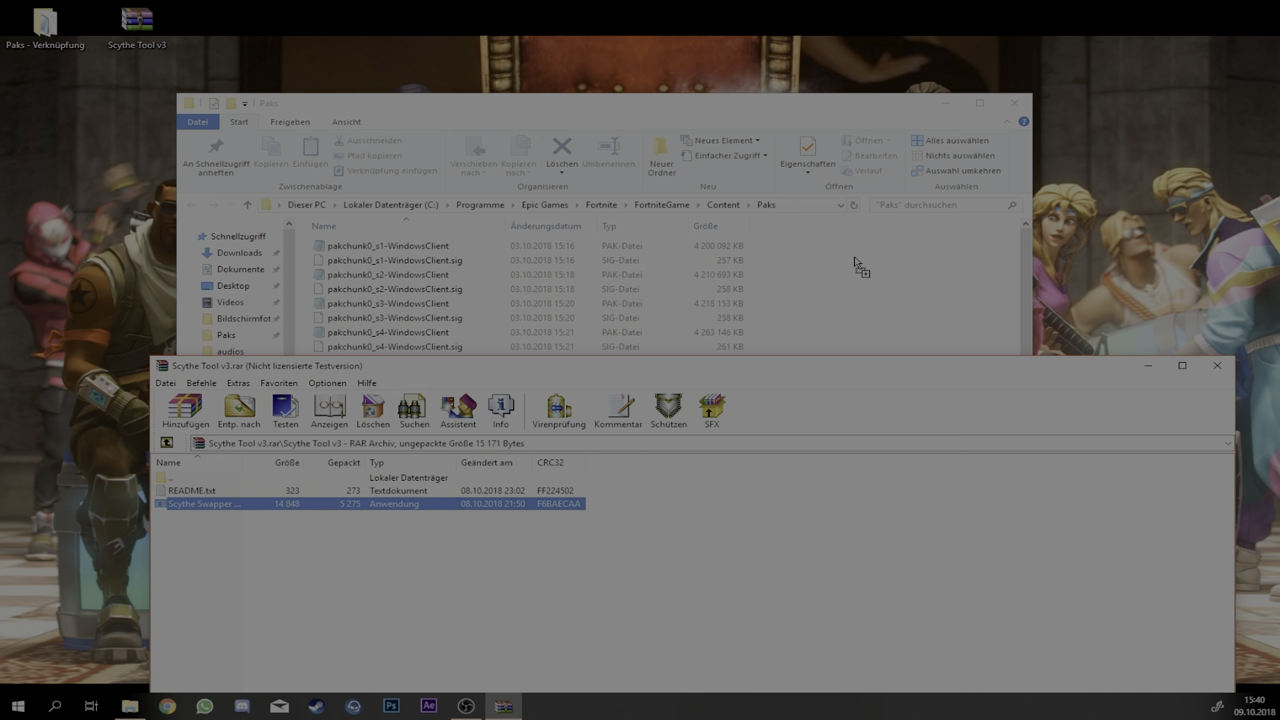 Paks - Verknüpfung
Scythe Tool v3
Paks
Datei Start Freigeben Ansicht
An Schnellzugriff anheften
Kopieren
Einfügen
Ausschneiden
Pfad kopieren
Verknüpfung einfügen
Zwischenablage
Verschieben nach
Kopieren nach
Löschen
Umbenennen
Organisieren
Neuer Ordner
Neues Element
Einfacher Zugriff
Neu
Eigenschaften
Öffnen
Bearbeiten
Verlauf
Öffnen
Alles auswählen
Nichts auswählen
Auswahl umkehren
Auswählen
Dieser PC > Lokaler Datenträger (C:) > Programme > Epic Games > Fortnite > FortniteGame > Content > Paks
"Paks" durchsuchen
Schnellzugriff
Downloads
Dokumente
Desktop
Videos
Bildschirmfot
Paks
audios
Name Änderungsdatum Typ Größe
pakchunk0_s1-WindowsClient 03.10.2018 15:16 PAK-Datei 4 200 092 KB
pakchunk0_s1-WindowsClient.sig 03.10.2018 15:16 SIG-Datei 257 KB
pakchunk0_s2-WindowsClient 03.10.2018 15:18 PAK-Datei 4 210 693 KB
pakchunk0_s2-WindowsClient.sig 03.10.2018 15:18 SIG-Datei 258 KB
pakchunk0_s3-WindowsClient 03.10.2018 15:20 PAK-Datei 4 218 153 KB
pakchunk0_s3-WindowsClient.sig 03.10.2018 15:20 SIG-Datei 258 KB
pakchunk0_s4-WindowsClient 03.10.2018 15:21 PAK-Datei 4 263 146 KB
pakchunk0_s4-WindowsClient.sig 03.10.2018 15:21 SIG-Datei 261 KB
Scythe Tool v3.rar (Nicht lizensierte Testversion)
Datei Befehle Extras Favoriten Optionen Hilfe
Hinzufügen Entp. nach Testen Anzeigen Löschen Suchen Assistent Info Virenprüfung Kommentar Schützen SFX
Scythe Tool v3.rar\Scythe Tool v3 - RAR Archiv, ungepackte Größe 15 171 Bytes
Name Größe Gepackt Typ Geändert am CRC32
.. Lokaler Datenträger
README.txt 323 273 Textdokument 08.10.2018 23:02 FF224502
Scythe Swapper ... 14 848 5 275 Anwendung 08.10.2018 21:50 F6BAECAA
Ps Ae
15:40
09.10.2018